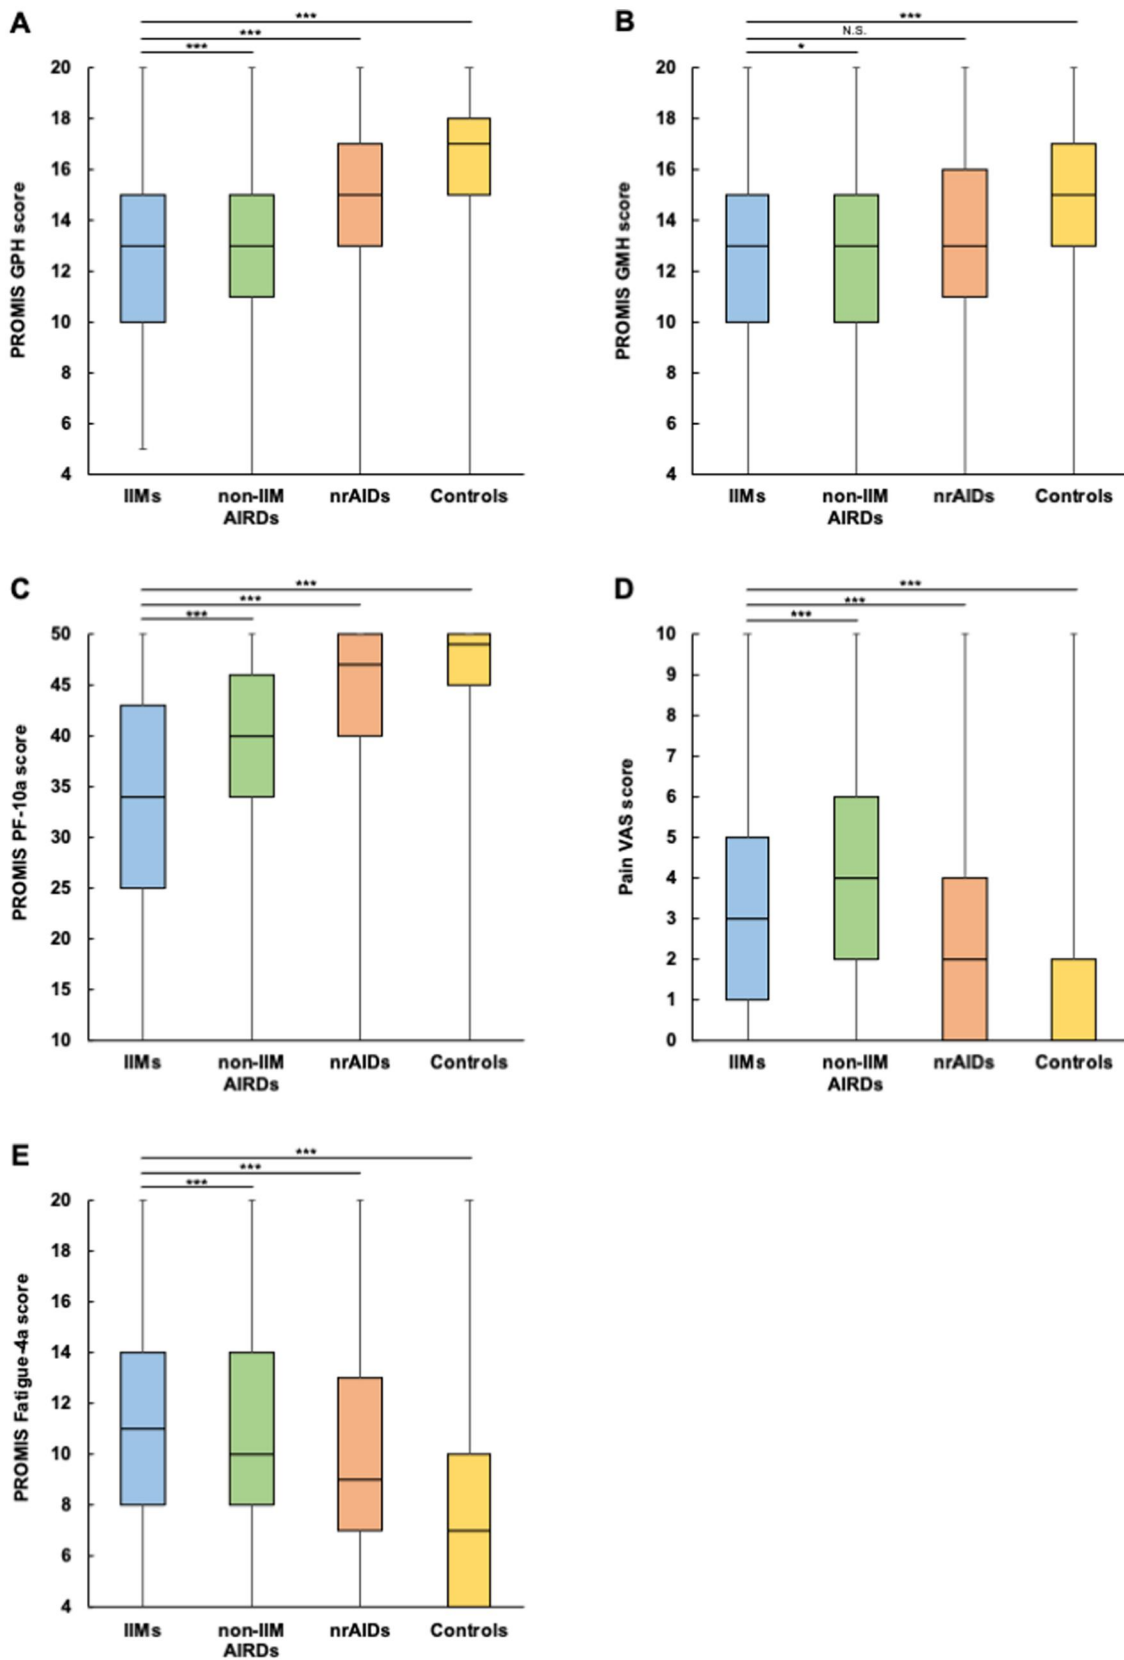 A
***
***
***
PROMIS GPH score
20
18
16
14
12
10
8
6
4
IIMs
non-IIM
AIRDs
nrAIDs
Controls
B
***
N.S.
*
PROMIS GMH score
20
18
16
14
12
10
8
6
4
IIMs
non-IIM
AIRDs
nrAIDs
Controls
C
***
***
***
PROMIS PF-10a score
50
45
40
35
30
25
20
15
10
IIMs
non-IIM
AIRDs
nrAIDs
Controls
D
***
***
***
Pain VAS score
10
9
8
7
6
5
4
3
2
1
0
IIMs
non-IIM
AIRDs
nrAIDs
Controls
E
***
***
***
PROMIS Fatigue-4a score
20
18
16
14
12
10
8
6
4
IIMs
non-IIM
AIRDs
nrAIDs
Controls